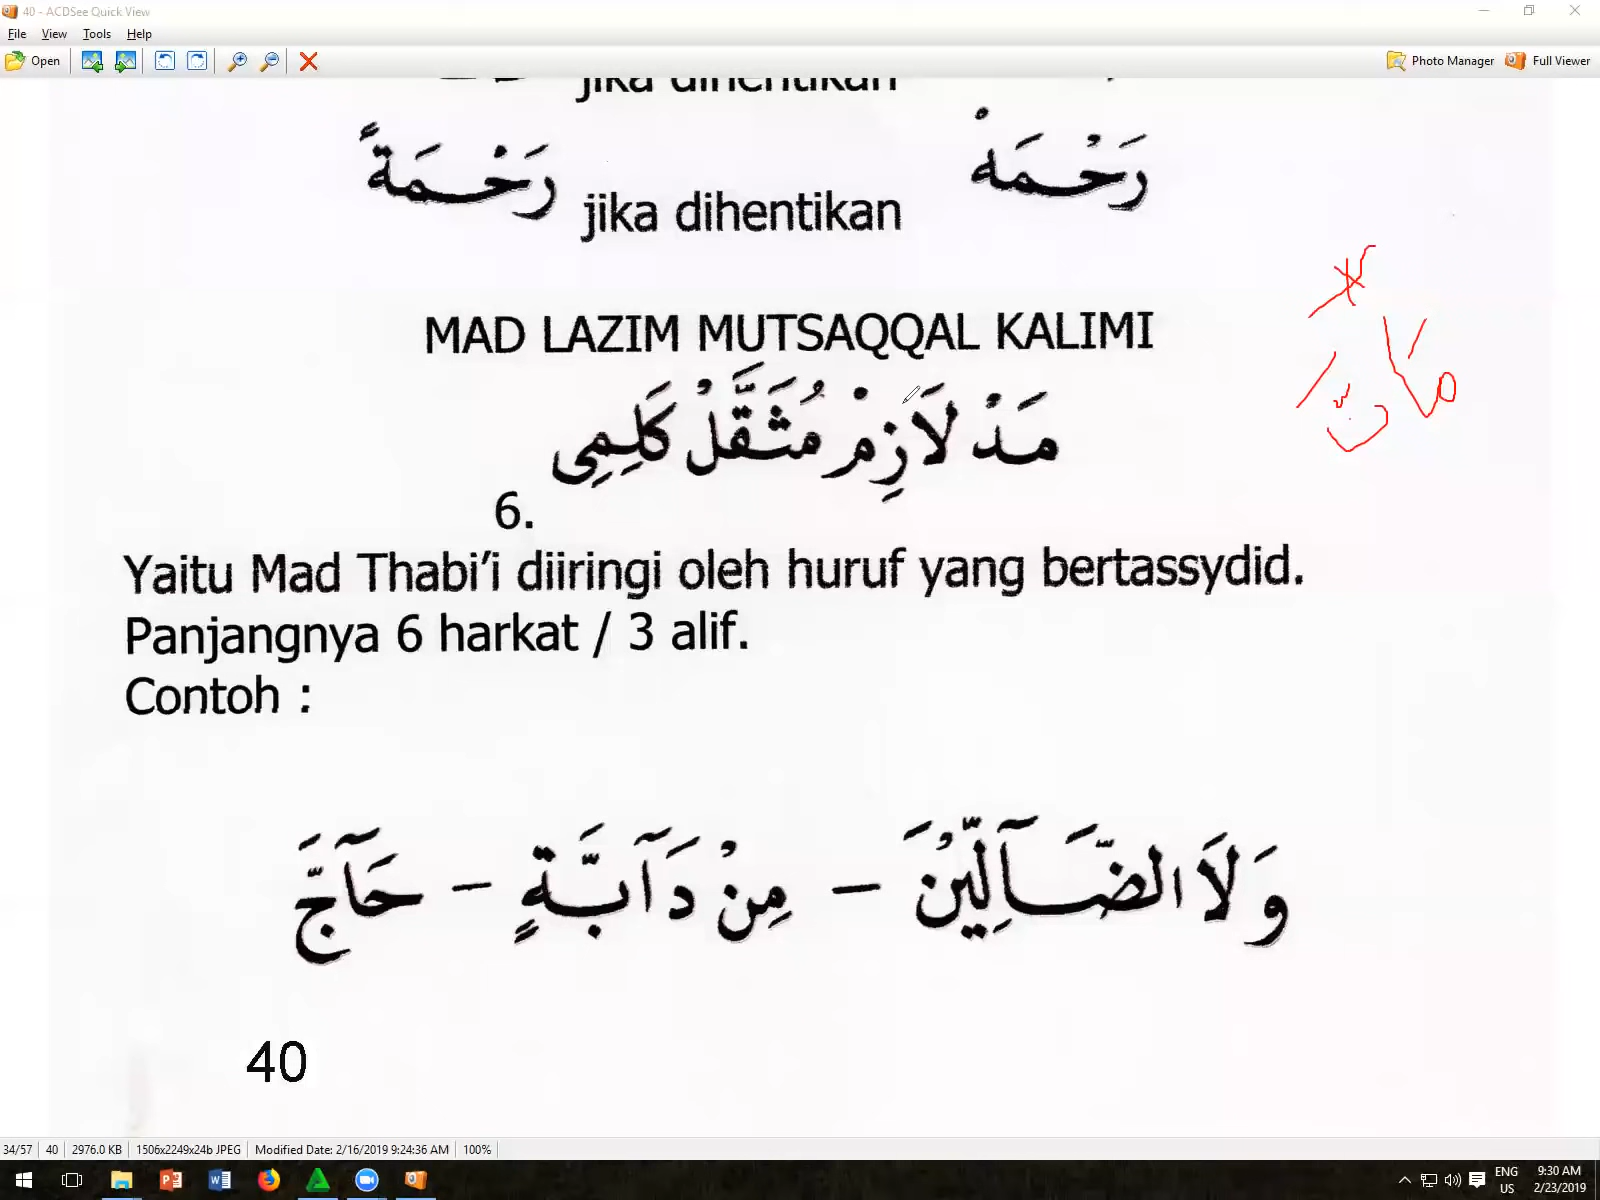 40 - ACDSee Quick View
File View Tools Help
Open Photo Manager Full Viewer
jika dihentikan
رَحْمَةً jika dihentikan رَحْمَهْ
MAD LAZIM MUTSAQQAL KALIMI
مَدْ لَازِمْ مُثَقَّلْ كَلِمِى
6.
Yaitu Mad Thabi'i diiringi oleh huruf yang bertassydid.
Panjangnya 6 harkat / 3 alif.
Contoh :
وَلَا الضَّآلِّيْنَ – مِنْ دَآبَّةٍ – حَآجَّ
40
34/57 40 2976.0 KB 1506x2249x24b JPEG Modified Date: 2/16/2019 9:24:36 AM 100%
ENG 9:30 AM
US 2/23/2019